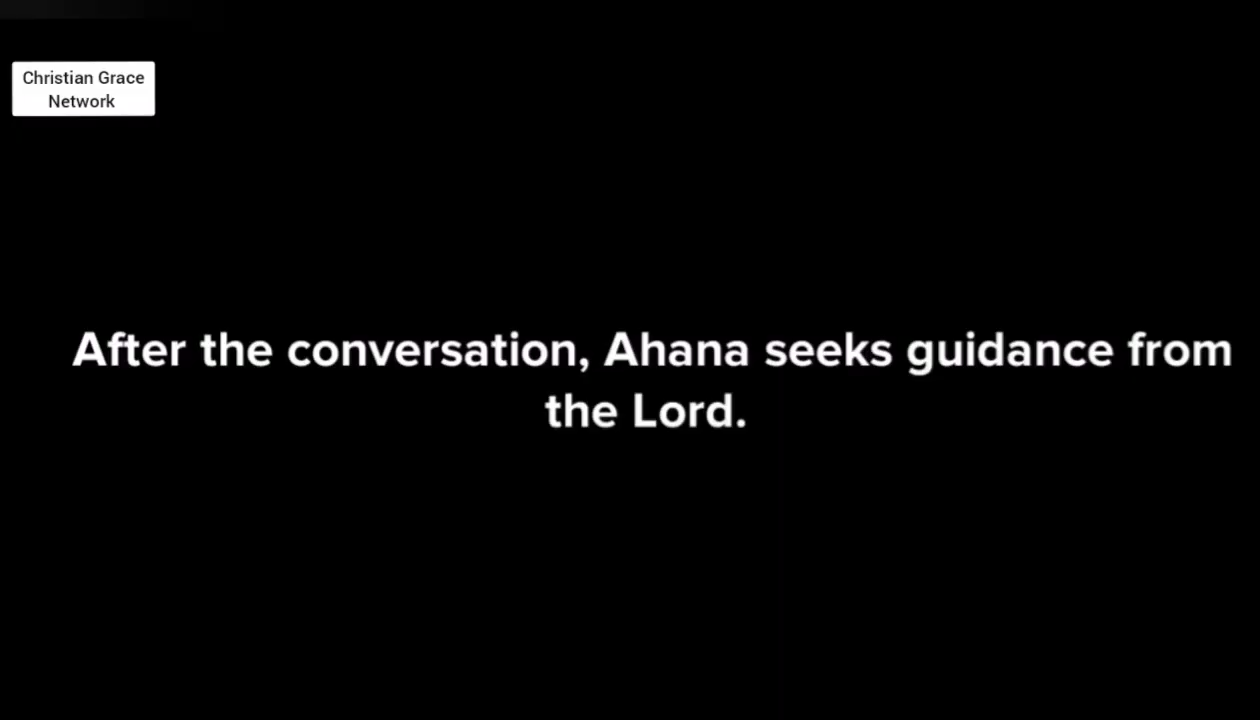 Christian Grace
Network
After the conversation, Ahana seeks guidance from
the Lord.